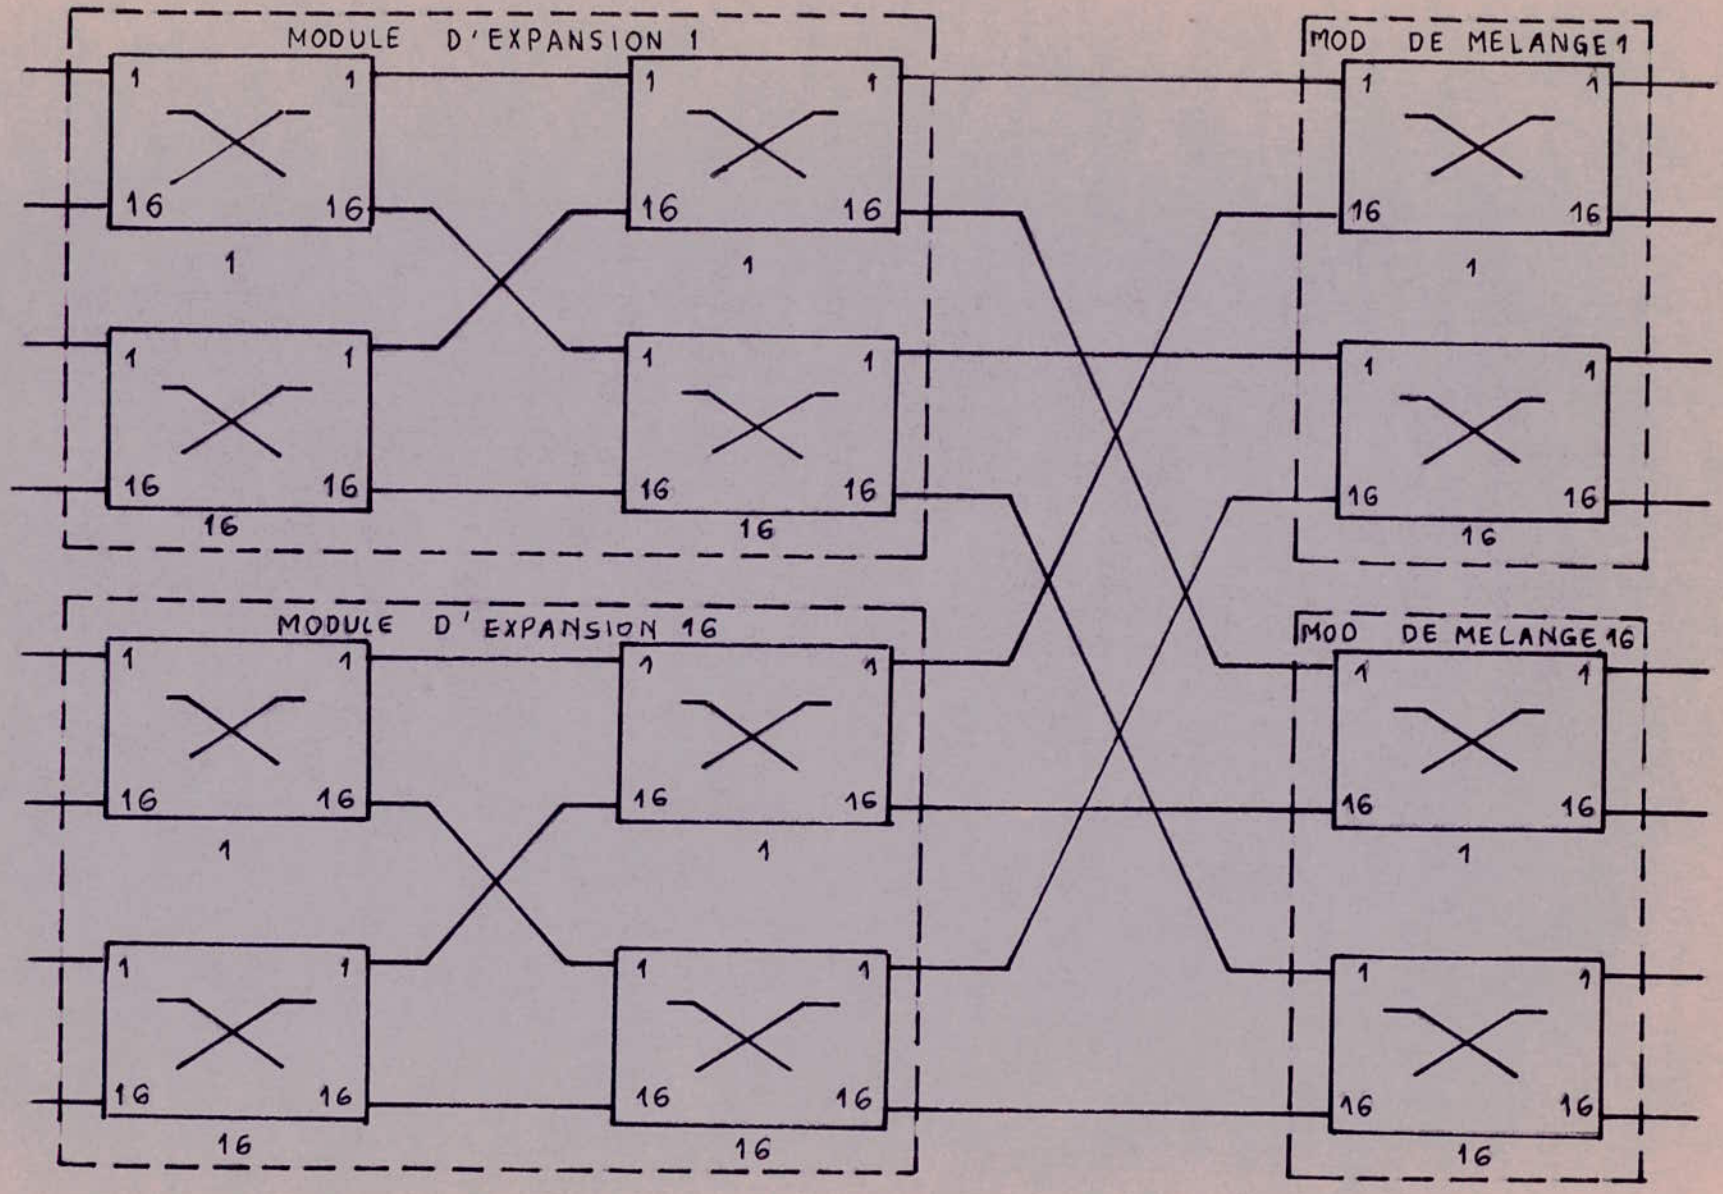 MODULE D'EXPANSION 1
MOD DE MELANGE 1
1 1 1 1 1 1
16 16 16 16 16 16
1 1 1
1 1 1 1 1 1
16 16 16 16 16 16
16 16 16
MODULE D'EXPANSION 16
MOD DE MELANGE 16
1 1 1 1 1 1
16 16 16 16 16 16
1 1 1
1 1 1 1 1 1
16 16 16 16 16 16
16 16 16